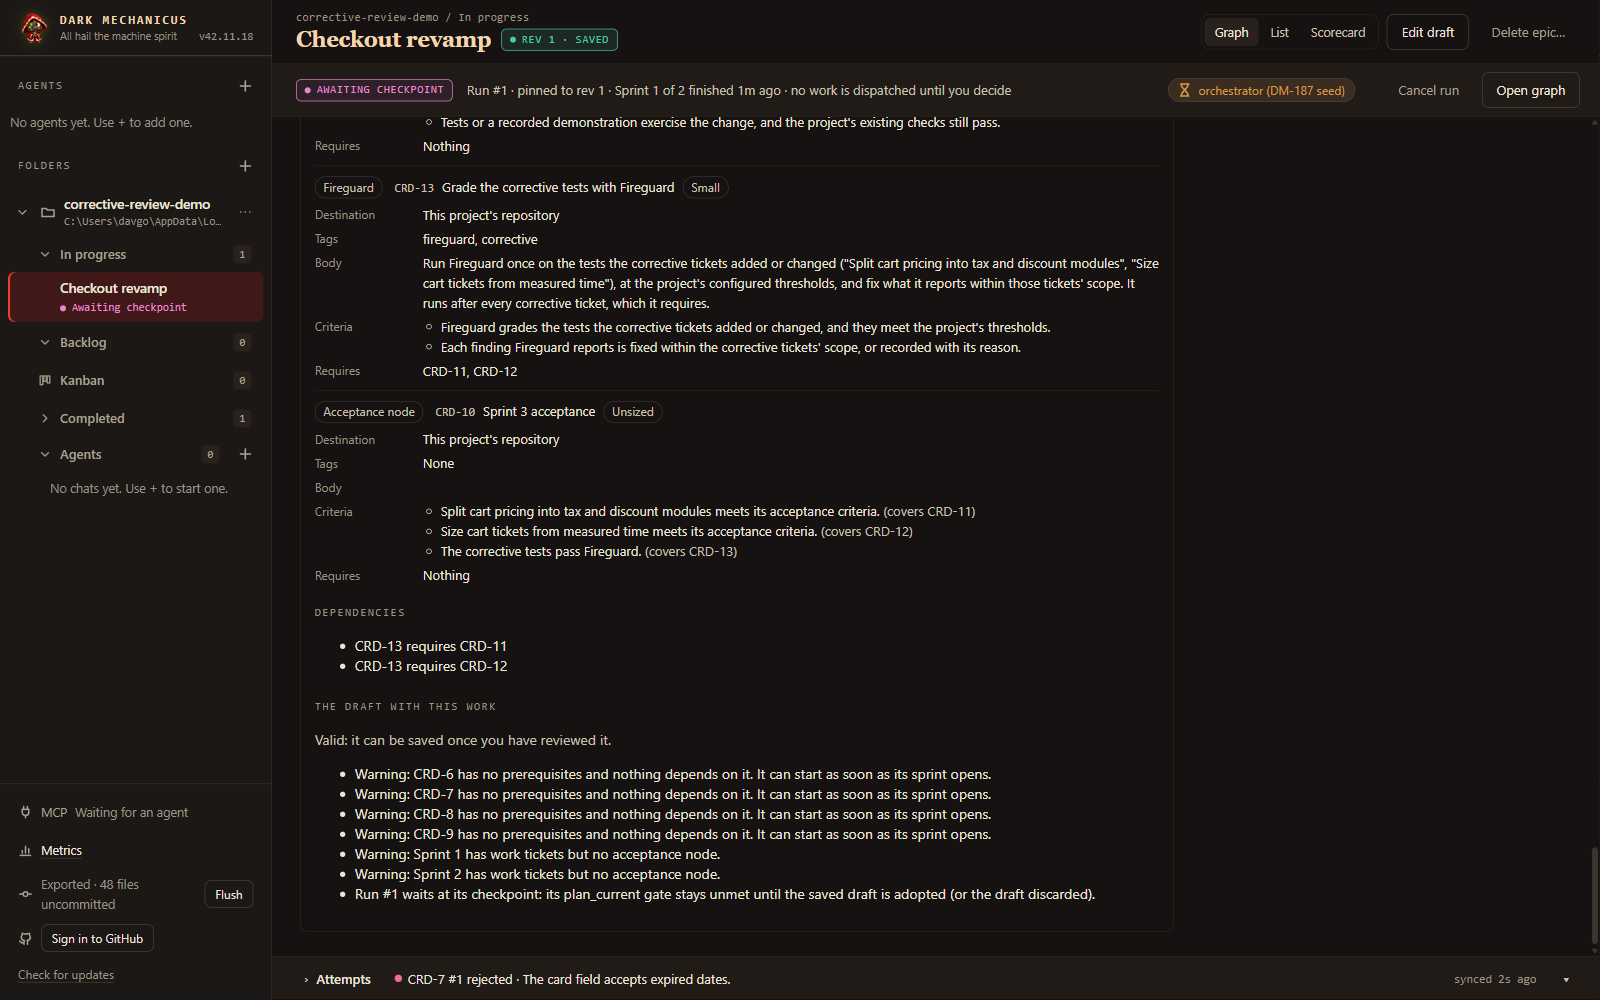 DARK MECHANICUS
All hail the machine spirit v42.11.18
AGENTS
No agents yet. Use + to add one.
FOLDERS
corrective-review-demo
C:\Users\davgo\AppData\Lo…
In progress 1
Checkout revamp
Awaiting checkpoint
Backlog 0
Kanban 0
Completed 1
Agents 0
No chats yet. Use + to start one.
MCP Waiting for an agent
Metrics
Exported · 48 files
uncommitted
Flush
Sign in to GitHub
Check for updates
corrective-review-demo / In progress
Checkout revamp
REV 1 · SAVED
Graph List Scorecard Edit draft Delete epic…
AWAITING CHECKPOINT Run #1 · pinned to rev 1 · Sprint 1 of 2 finished 1m ago · no work is dispatched until you decide orchestrator (DM-187 seed) Cancel run Open graph
Tests or a recorded demonstration exercise the change, and the project's existing checks still pass.
Requires Nothing
Fireguard CRD-13 Grade the corrective tests with Fireguard Small
Destination This project's repository
Tags fireguard, corrective
Body Run Fireguard once on the tests the corrective tickets added or changed ("Split cart pricing into tax and discount modules", "Size
cart tickets from measured time"), at the project's configured thresholds, and fix what it reports within those tickets' scope. It
runs after every corrective ticket, which it requires.
Criteria Fireguard grades the tests the corrective tickets added or changed, and they meet the project's thresholds.
Each finding Fireguard reports is fixed within the corrective tickets' scope, or recorded with its reason.
Requires CRD-11, CRD-12
Acceptance node CRD-10 Sprint 3 acceptance Unsized
Destination This project's repository
Tags None
Body
Criteria Split cart pricing into tax and discount modules meets its acceptance criteria. (covers CRD-11)
Size cart tickets from measured time meets its acceptance criteria. (covers CRD-12)
The corrective tests pass Fireguard. (covers CRD-13)
Requires Nothing
DEPENDENCIES
CRD-13 requires CRD-11
CRD-13 requires CRD-12
THE DRAFT WITH THIS WORK
Valid: it can be saved once you have reviewed it.
Warning: CRD-6 has no prerequisites and nothing depends on it. It can start as soon as its sprint opens.
Warning: CRD-7 has no prerequisites and nothing depends on it. It can start as soon as its sprint opens.
Warning: CRD-8 has no prerequisites and nothing depends on it. It can start as soon as its sprint opens.
Warning: CRD-9 has no prerequisites and nothing depends on it. It can start as soon as its sprint opens.
Warning: Sprint 1 has work tickets but no acceptance node.
Warning: Sprint 2 has work tickets but no acceptance node.
Run #1 waits at its checkpoint: its plan_current gate stays unmet until the saved draft is adopted (or the draft discarded).
Attempts CRD-7 #1 rejected · The card field accepts expired dates. synced 2s ago